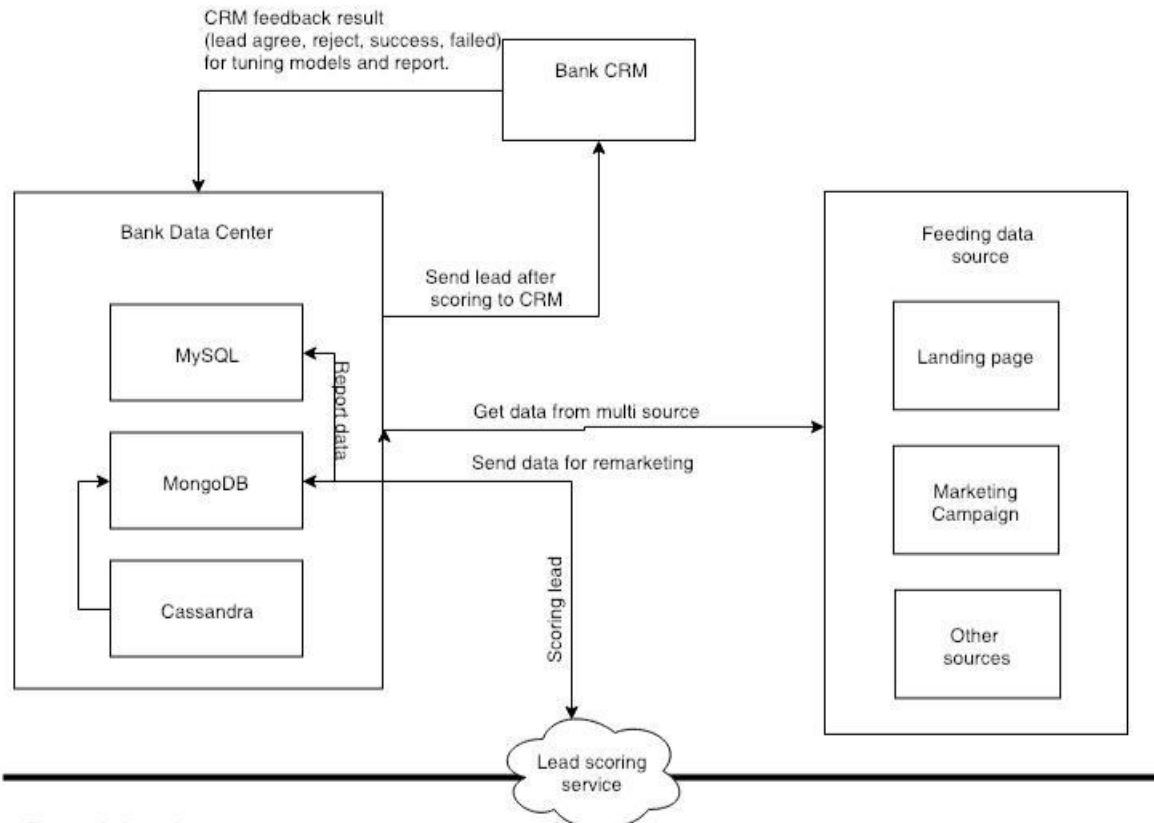 CRM feedback result
(lead agree, reject, success, failed)
for tuning models and report.
Bank CRM
Bank Data Center
Feeding data
source
Send lead after
scoring to CRM
MySQL
Landing page
Report data
Get data from multi source
Send data for remarketing
MongoDB
Marketing
Campaign
Cassandra
Scoring lead
Other
sources
Lead scoring
service